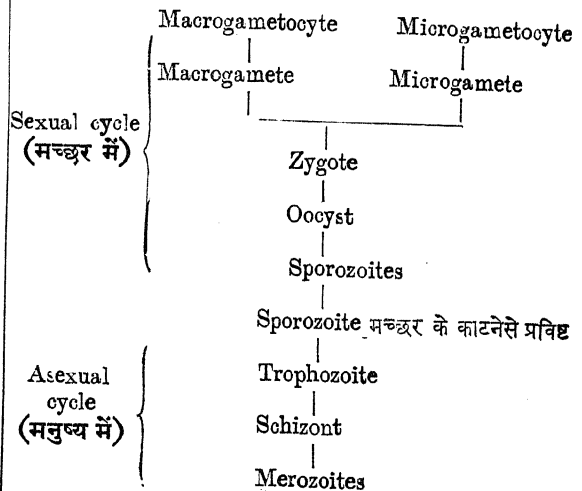 Macrogametocyte Microgametocyte
Macrogamete Microgamete
Sexual cycle
(मच्छर में)
Zygote
Oocyst
Sporozoites
Sporozoite मच्छर के काटनेसे प्रविष्ट
Asexual
cycle
(मनुष्य में)
Trophozoite
Schizont
Merozoites